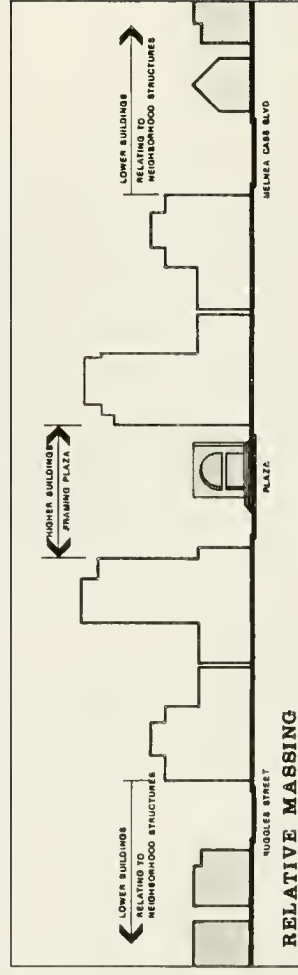 LOWER BUILDINGS
RELATING TO
NEIGHBORHOOD STRUCTURES
HIGHER BUILDINGS
FRAMING PLAZA
LOWER BUILDINGS
RELATING TO
NEIGHBORHOOD STRUCTURES
RUGGLES STREET
PLAZA
MELNEA CASS BLVD
RELATIVE MASSING